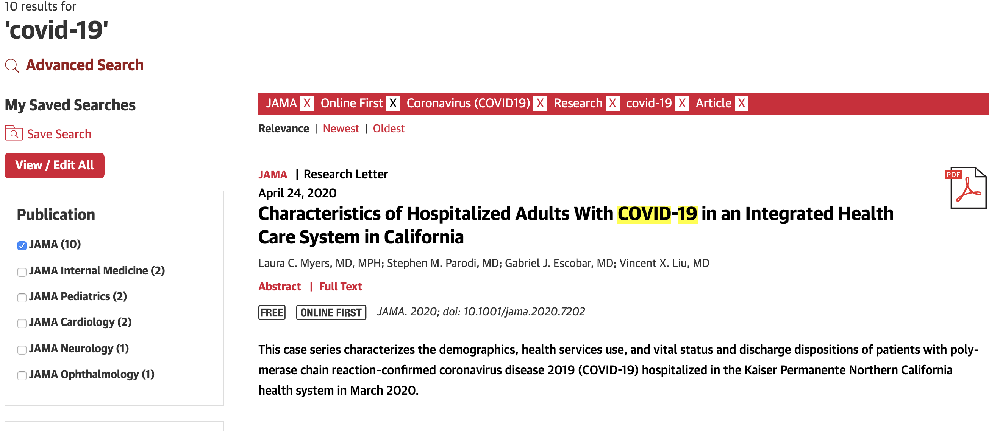 10 results for
'covid-19'
Advanced Search
My Saved Searches
Save Search
View / Edit All
Publication
JAMA (10)
JAMA Internal Medicine (2)
JAMA Pediatrics (2)
JAMA Cardiology (2)
JAMA Neurology (1)
JAMA Ophthalmology (1)
JAMA X Online First X Coronavirus (COVID19) X Research X covid-19 X Article X
Relevance | Newest | Oldest
JAMA | Research Letter
April 24, 2020
PDF
Characteristics of Hospitalized Adults With COVID-19 in an Integrated Health
Care System in California
Laura C. Myers, MD, MPH; Stephen M. Parodi, MD; Gabriel J. Escobar, MD; Vincent X. Liu, MD
Abstract | Full Text
FREE ONLINE FIRST JAMA. 2020; doi: 10.1001/jama.2020.7202
This case series characterizes the demographics, health services use, and vital status and discharge dispositions of patients with poly-
merase chain reaction–confirmed coronavirus disease 2019 (COVID-19) hospitalized in the Kaiser Permanente Northern California
health system in March 2020.